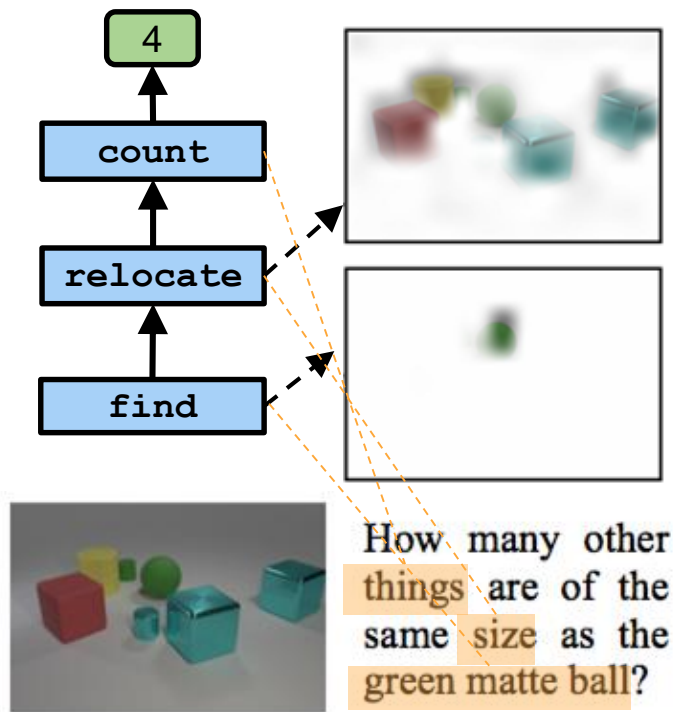 4
count
relocate
find
How many other
things are of the
same size as the
green matte ball?